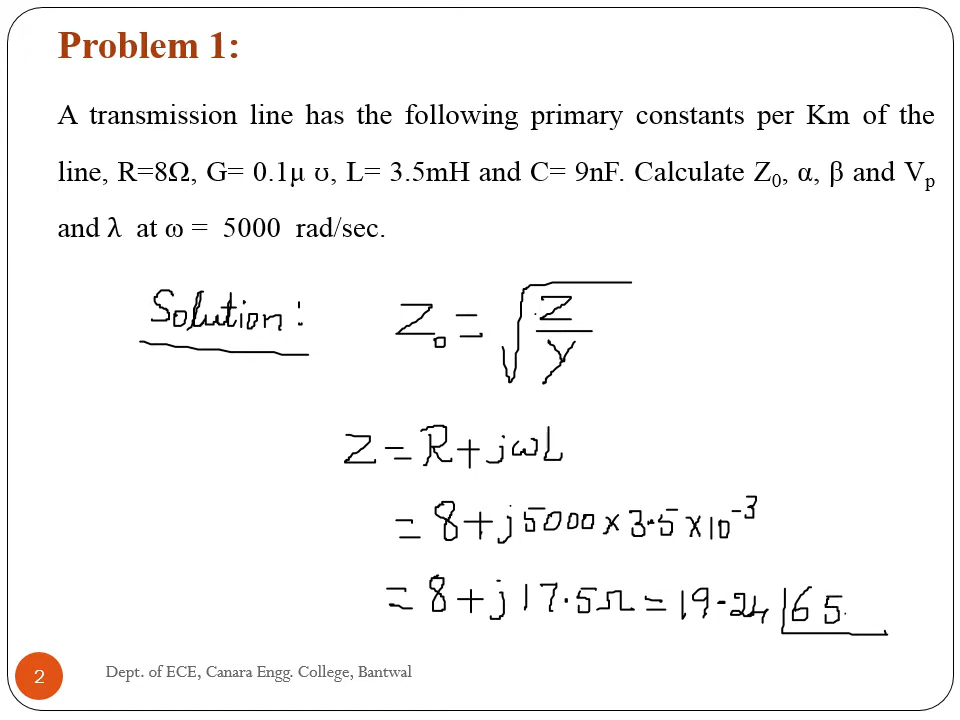 Problem 1:
A transmission line has the following primary constants per Km of the
line, R=8Ω, G= 0.1μ ʊ, L= 3.5mH and C= 9nF. Calculate Z₀, α, β and Vₚ
and λ at ω = 5000 rad/sec.
Solution: Z₀ = √(Z/Y)
Z = R + jωL
= 8 + j5000 × 3.5 × 10⁻³
= 8 + j 17.5Ω = 19.24 ∠65.
2 Dept. of ECE, Canara Engg. College, Bantwal